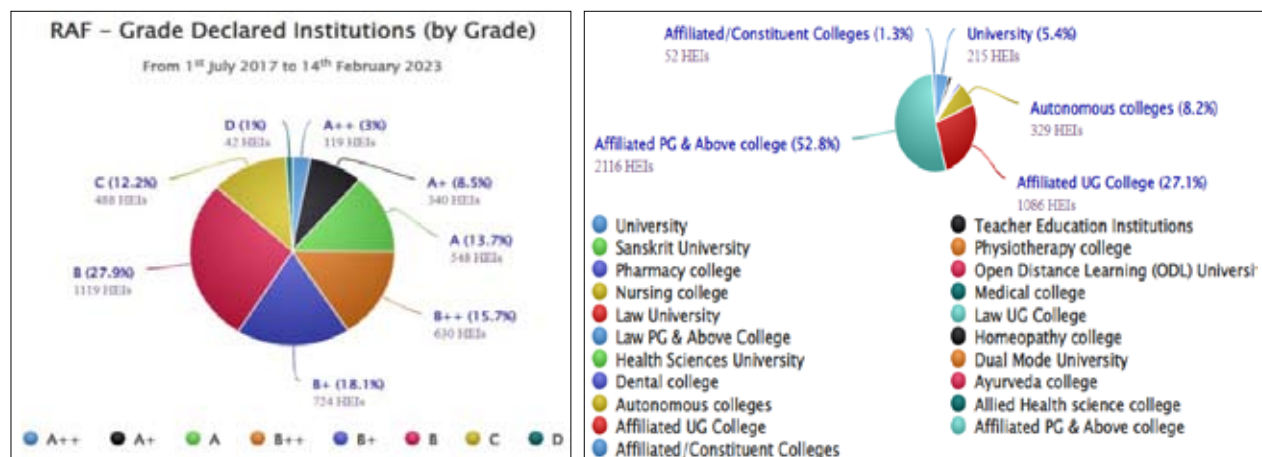 RAF – Grade Declared Institutions (by Grade)
From 1st July 2017 to 14th February 2023
D (1%)
42 HEIs
A++ (3%)
119 HEIs
C (12.2%)
488 HEIs
A+ (8.5%)
340 HEIs
A (13.7%)
548 HEIs
B (27.9%)
1119 HEIs
B++ (15.7%)
630 HEIs
B+ (18.1%)
724 HEIs
A++ A+ A B++ B+ B C D
Affiliated/Constituent Colleges (1.3%)
52 HEIs
University (5.4%)
215 HEIs
Autonomous colleges (8.2%)
329 HEIs
Affiliated PG & Above college (52.8%)
2116 HEIs
Affiliated UG College (27.1%)
1086 HEIs
University
Sanskrit University
Pharmacy college
Nursing college
Law University
Law PG & Above College
Health Sciences University
Dental college
Autonomous colleges
Affiliated UG College
Affiliated/Constituent Colleges
Teacher Education Institutions
Physiotherapy college
Open Distance Learning (ODL) Universi
Medical college
Law UG College
Homeopathy college
Dual Mode University
Ayurveda college
Allied Health science college
Affiliated PG & Above college